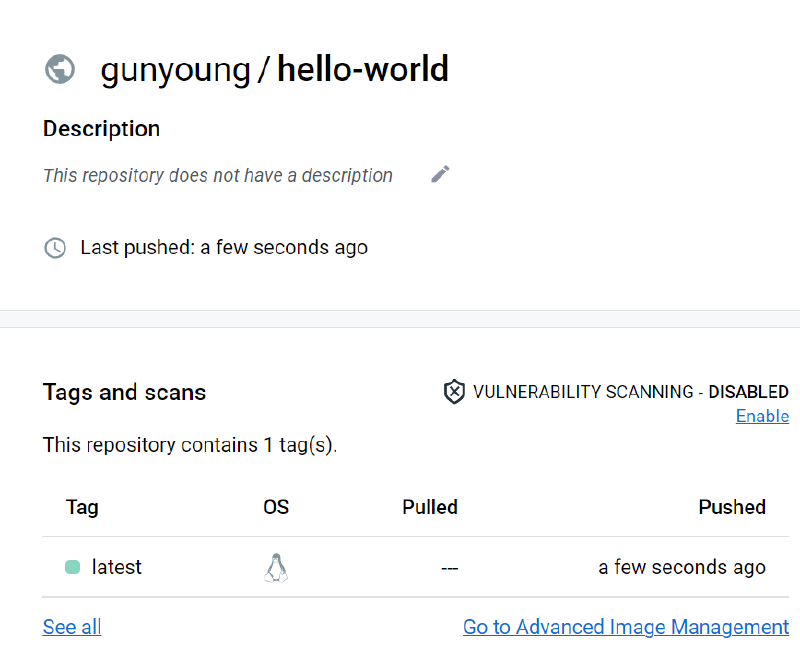 gunyoung / hello-world
Description
This repository does not have a description
Last pushed: a few seconds ago
Tags and scans
VULNERABILITY SCANNING - DISABLED
Enable
This repository contains 1 tag(s).
Tag OS Pulled Pushed
latest --- a few seconds ago
See all Go to Advanced Image Management